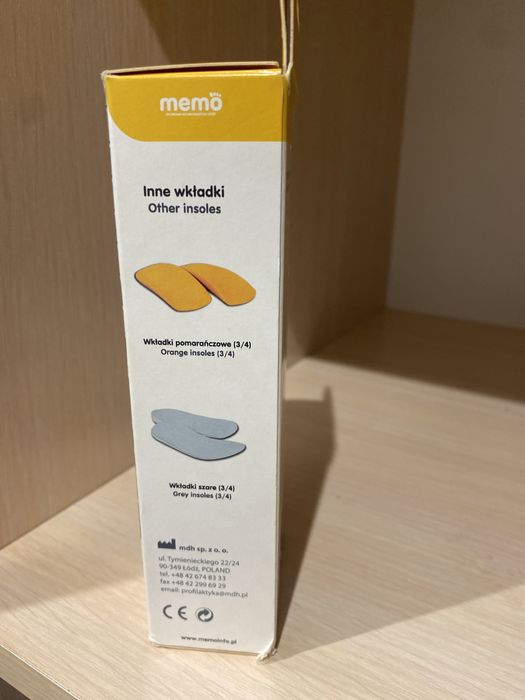 memo
Inne wkładki
Other insoles
Wkładki pomarańczowe (3/4)
Orange insoles (3/4)
Wkładki szare (3/4)
Grey insoles (3/4)
mdh sp. z o. o.
ul. Tymienieckiego 22/24
90-349 Łódź, POLAND
tel. +48 42 674 83 33
fax +48 42 299 69 29
email: profilaktyka@mdh.pl
CE
www.memoinfo.pl